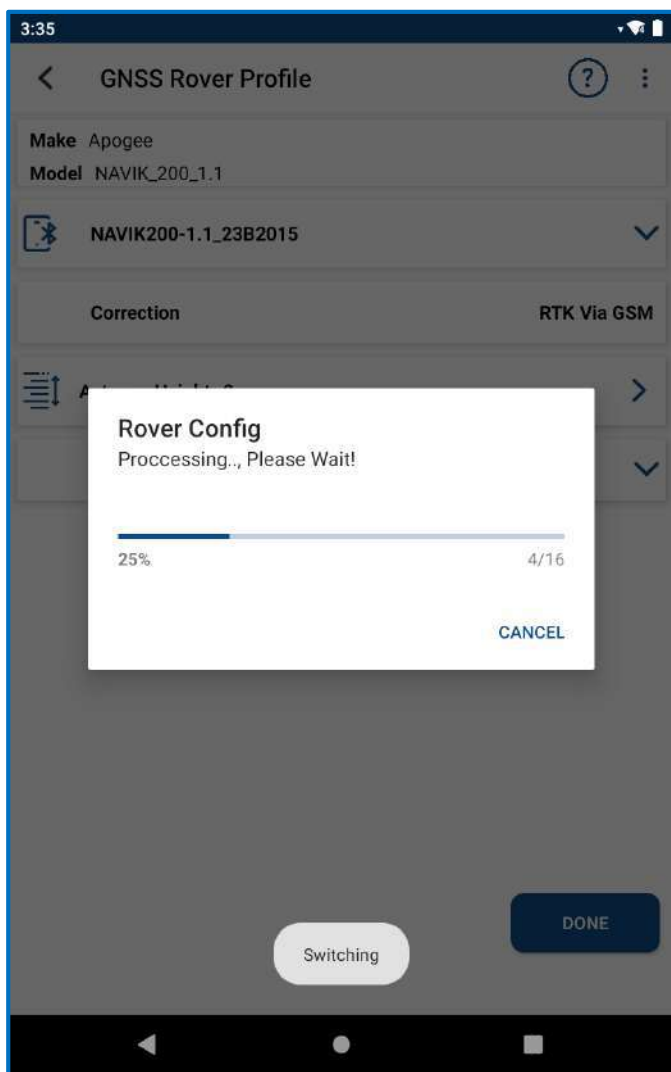 3:35
GNSS Rover Profile
?
Make Apogee
Model NAVIK_200_1.1
NAVIK200-1.1_23B2015
Correction RTK Via GSM
Rover Config
Proccessing.., Please Wait!
25% 4/16
CANCEL
DONE
Switching